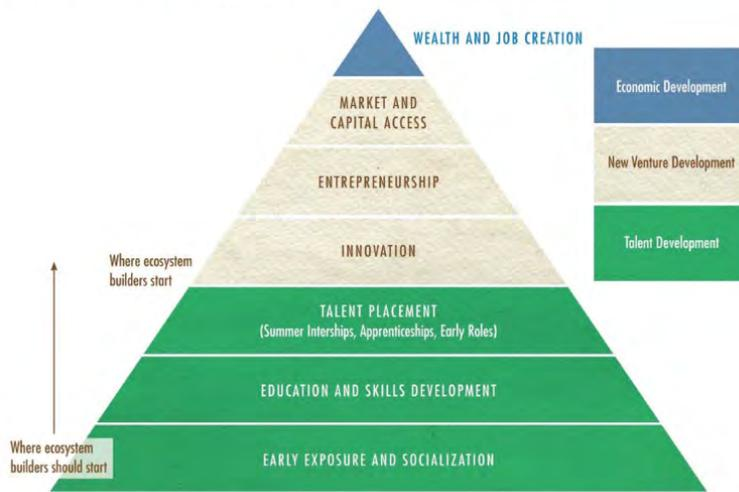 WEALTH AND JOB CREATION
MARKET AND
CAPITAL ACCESS
ENTREPRENEURSHIP
INNOVATION
TALENT PLACEMENT
(Summer Interships, Apprenticeships, Early Roles)
EDUCATION AND SKILLS DEVELOPMENT
EARLY EXPOSURE AND SOCIALIZATION
Where ecosystem
builders start
Where ecosystem
builders should start
Economic Development
New Venture Development
Talent Development